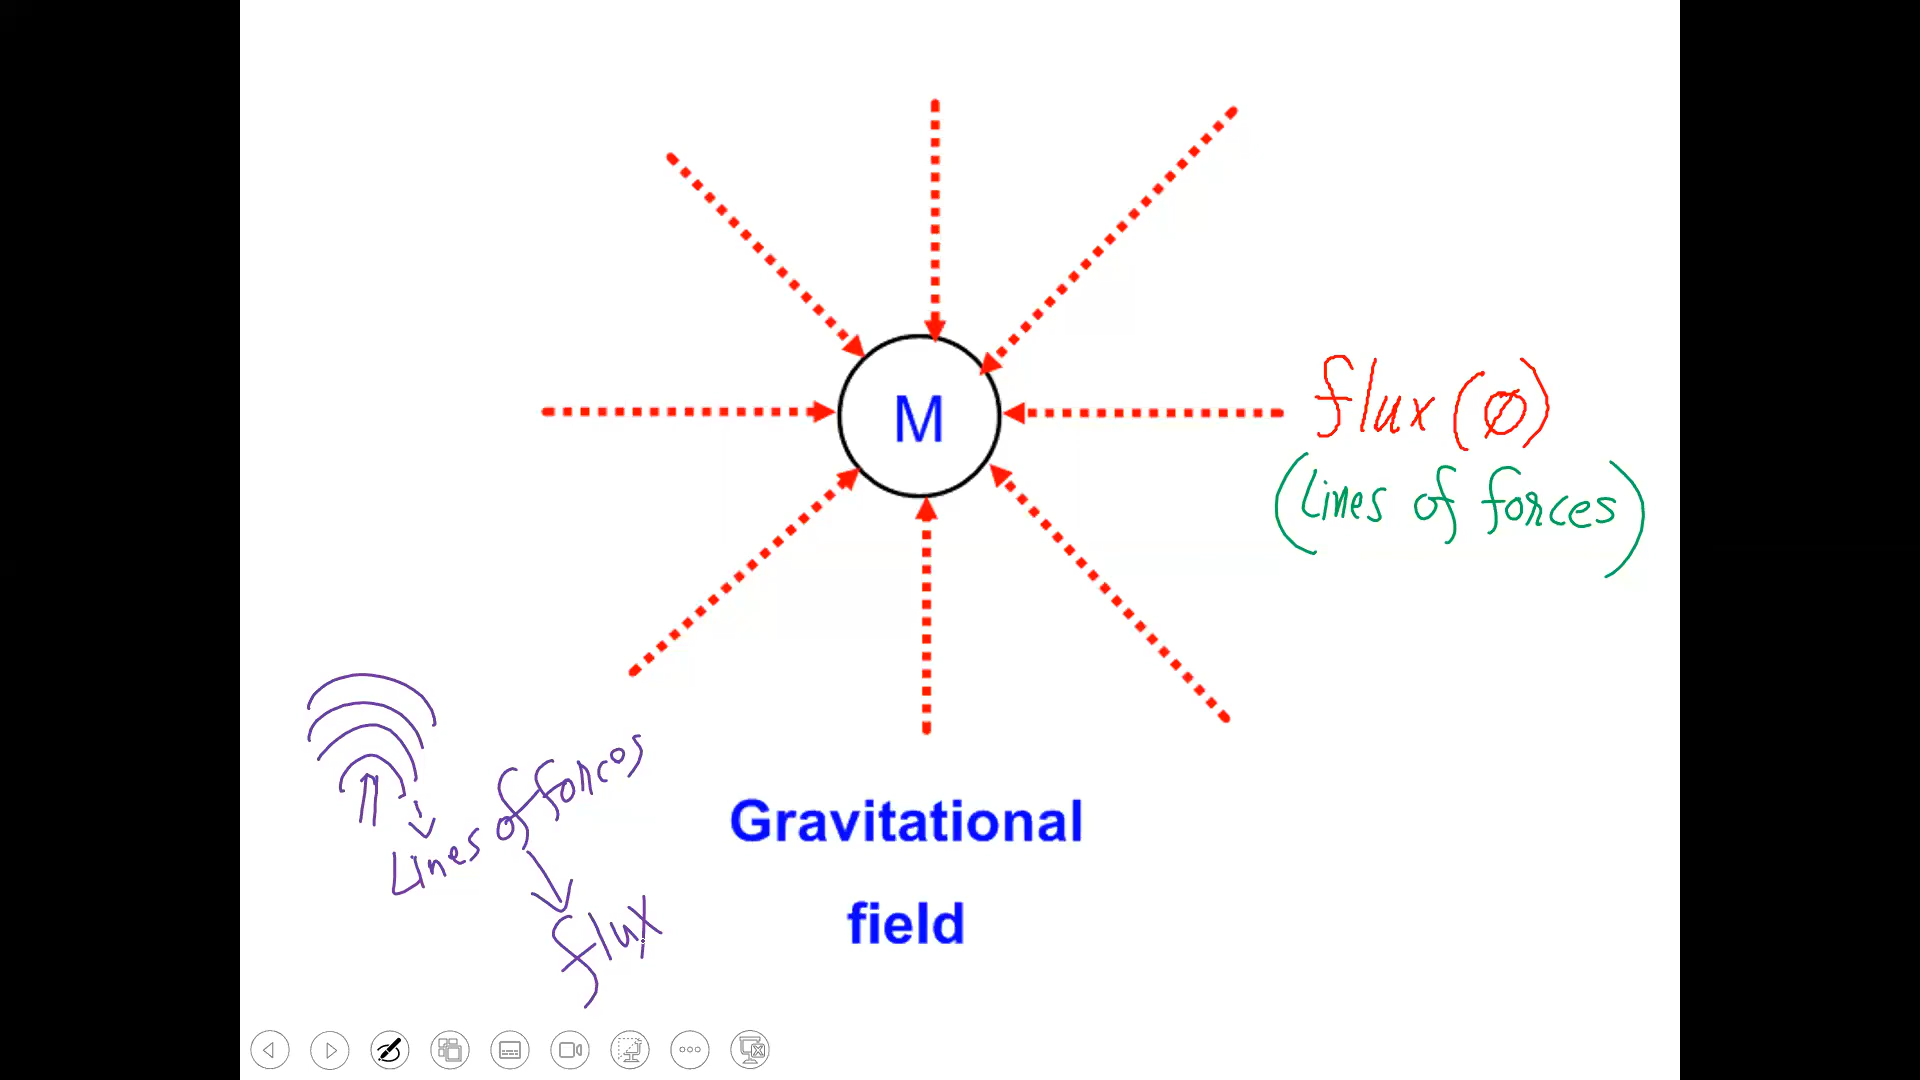 M
flux (Ø)
(Lines of forces)
Lines of forces
flux
Gravitational
field